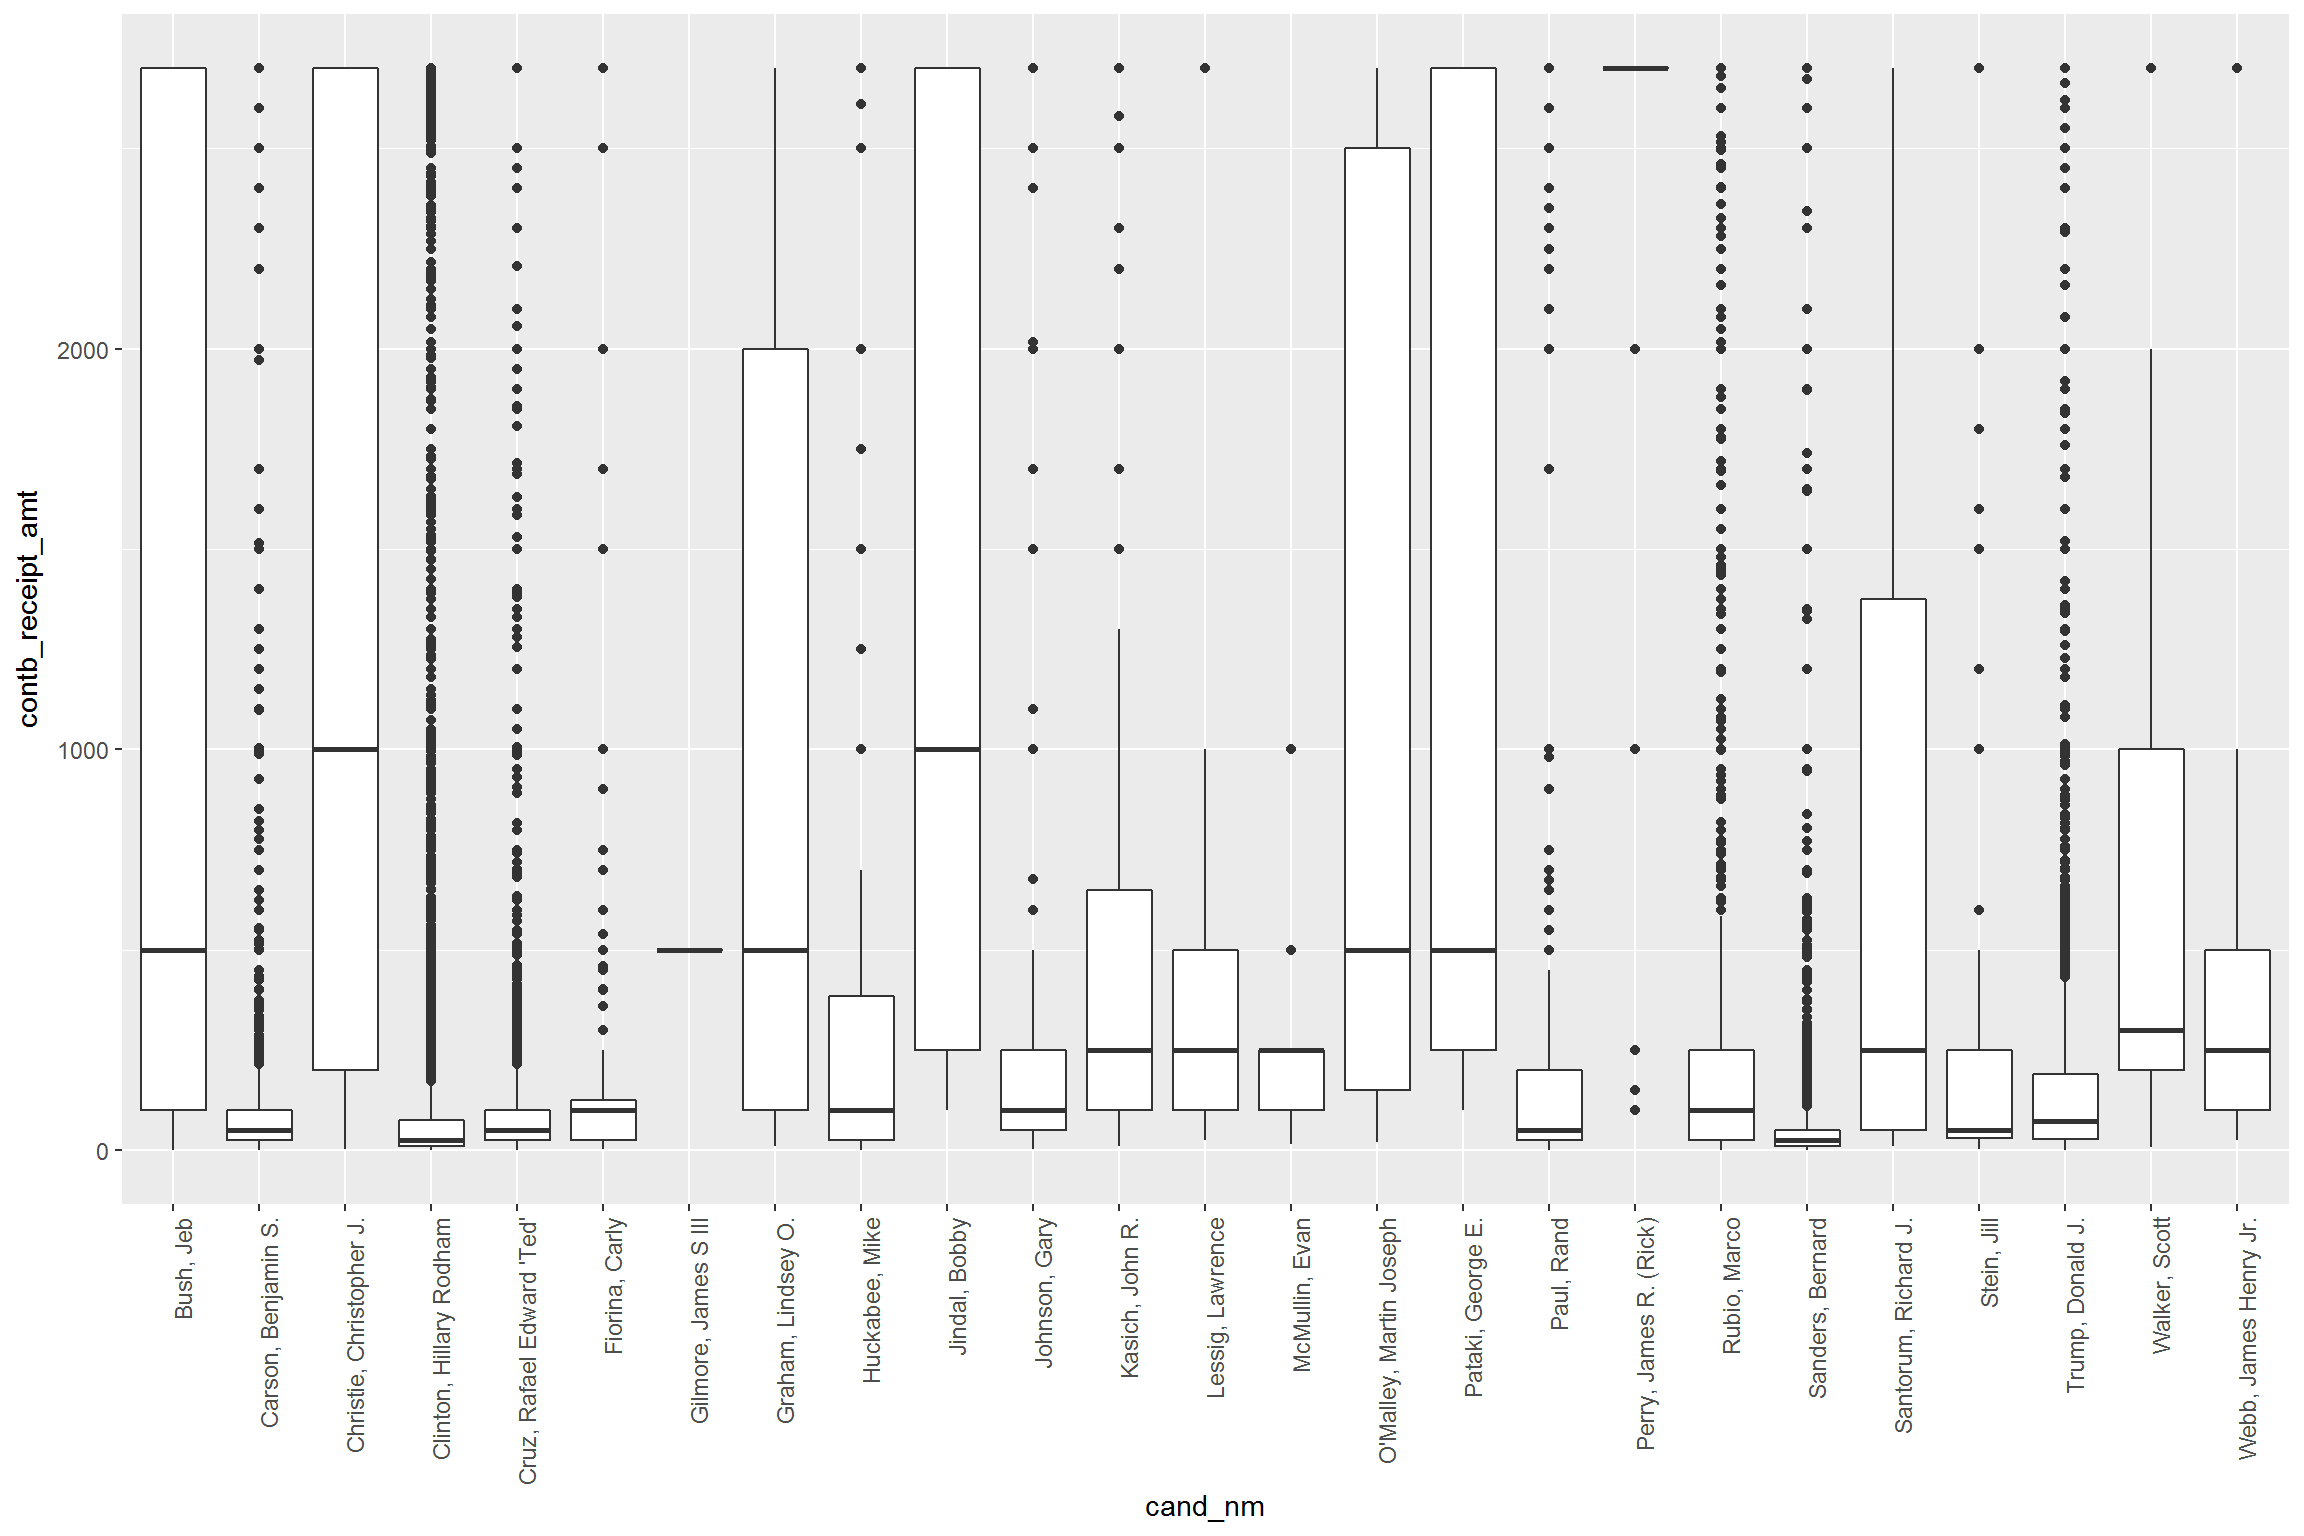 contb_receipt_amt
2000
1000
0
Bush, Jeb
Carson, Benjamin S.
Christie, Christopher J.
Clinton, Hillary Rodham
Cruz, Rafael Edward 'Ted'
Fiorina, Carly
Gilmore, James S III
Graham, Lindsey O.
Huckabee, Mike
Jindal, Bobby
Johnson, Gary
Kasich, John R.
Lessig, Lawrence
McMullin, Evan
O'Malley, Martin Joseph
Pataki, George E.
Paul, Rand
Perry, James R. (Rick)
Rubio, Marco
Sanders, Bernard
Santorum, Richard J.
Stein, Jill
Trump, Donald J.
Walker, Scott
Webb, James Henry Jr.
cand_nm